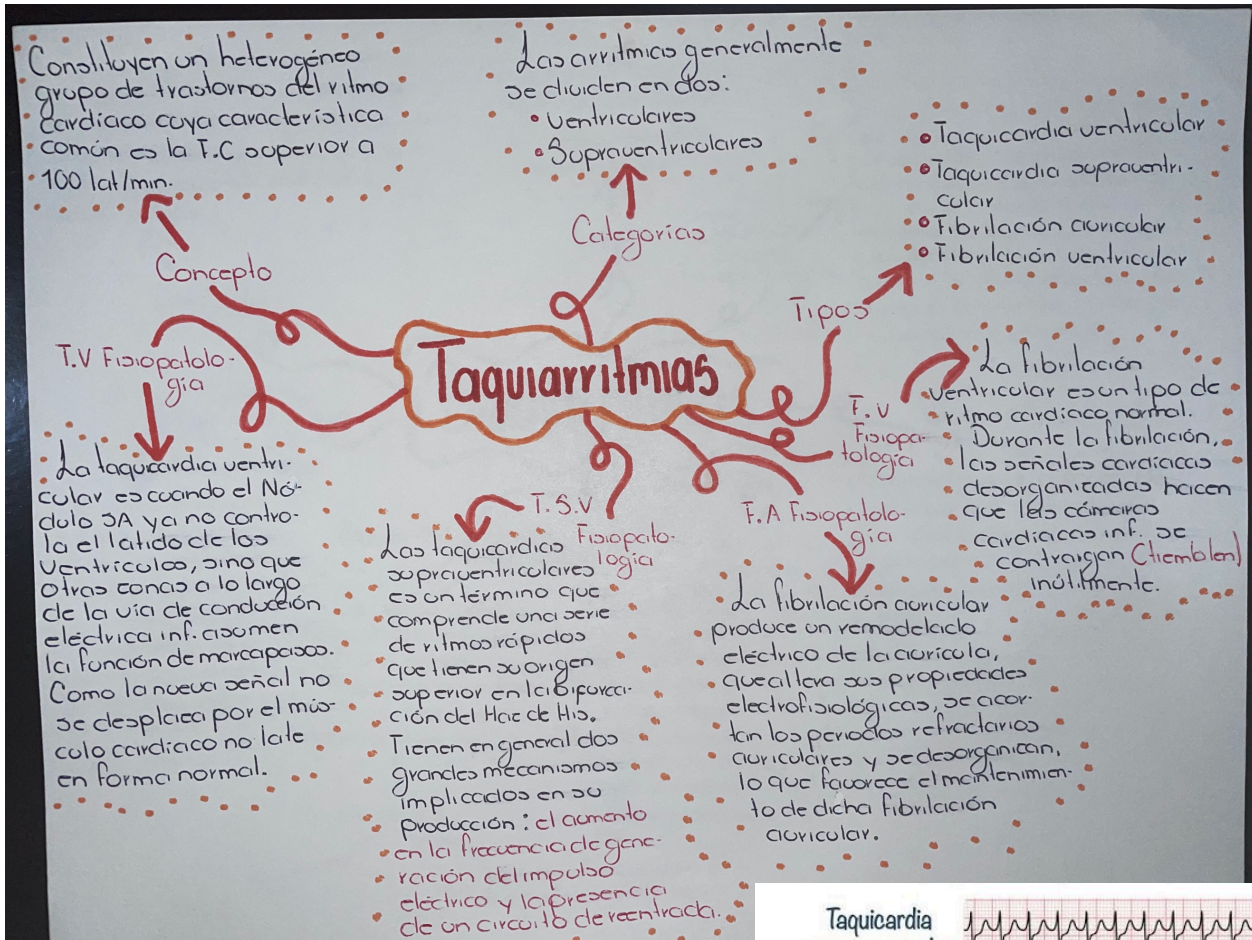 Constituyen un heterogéneo
grupo de trastornos del ritmo
cardíaco cuya característica
común es la F.C superior a
100 lat/min.
Concepto
Las arritmias generalmente
se dividen en dos:
• Ventriculares
• Supraventriculares
Categorías
• Taquicardia ventricular
• Taquicardia supraventri-
cular
• Fibrilación auricular
• Fibrilación ventricular
Tipos
Taquiarritmias
T.V Fisiopatolo-
gía
La taquicardia ventri-
cular es cuando el Nó-
dulo SA ya no contro-
la el latido de los
ventrículos, sino que
otras zonas a lo largo
de la vía de conducción
eléctrica inf. asumen
la función de marcapasos.
Como la nueva señal no
se desplaza por el mús-
culo cardiaco no late
en forma normal.
T.S.V Fisiopato-
logía
Las taquicardias
supraventriculares
es un término que
comprende una serie
de ritmos rápidos
que tienen su origen
superior en la Bifurca-
ción del Haz de His.
Tienen en general dos
grandes mecanismos
implicados en su
producción: el aumento
en la frecuencia de gene-
ración del impulso
eléctrico y la presencia
de un circuito de reentrada.
F.A Fisiopatolo-
gía
La fibrilación auricular
produce un remodelado
eléctrico de la aurícula,
que altera sus propiedades
electrofisiológicas, se acor-
tan los periodos refractarios
auriculares y se desorganizan,
lo que favorece el mantenimien-
to de dicha fibrilación
auricular.
F.V
Fisiopa-
tología
La fibrilación
ventricular es un tipo de
ritmo cardíaco normal.
Durante la fibrilación,
las señales cardíacas
desorganizadas hacen
que las cámaras
cardiacas inf. se
contraigan (tiemblen)
inútilmente.
Taquicardia